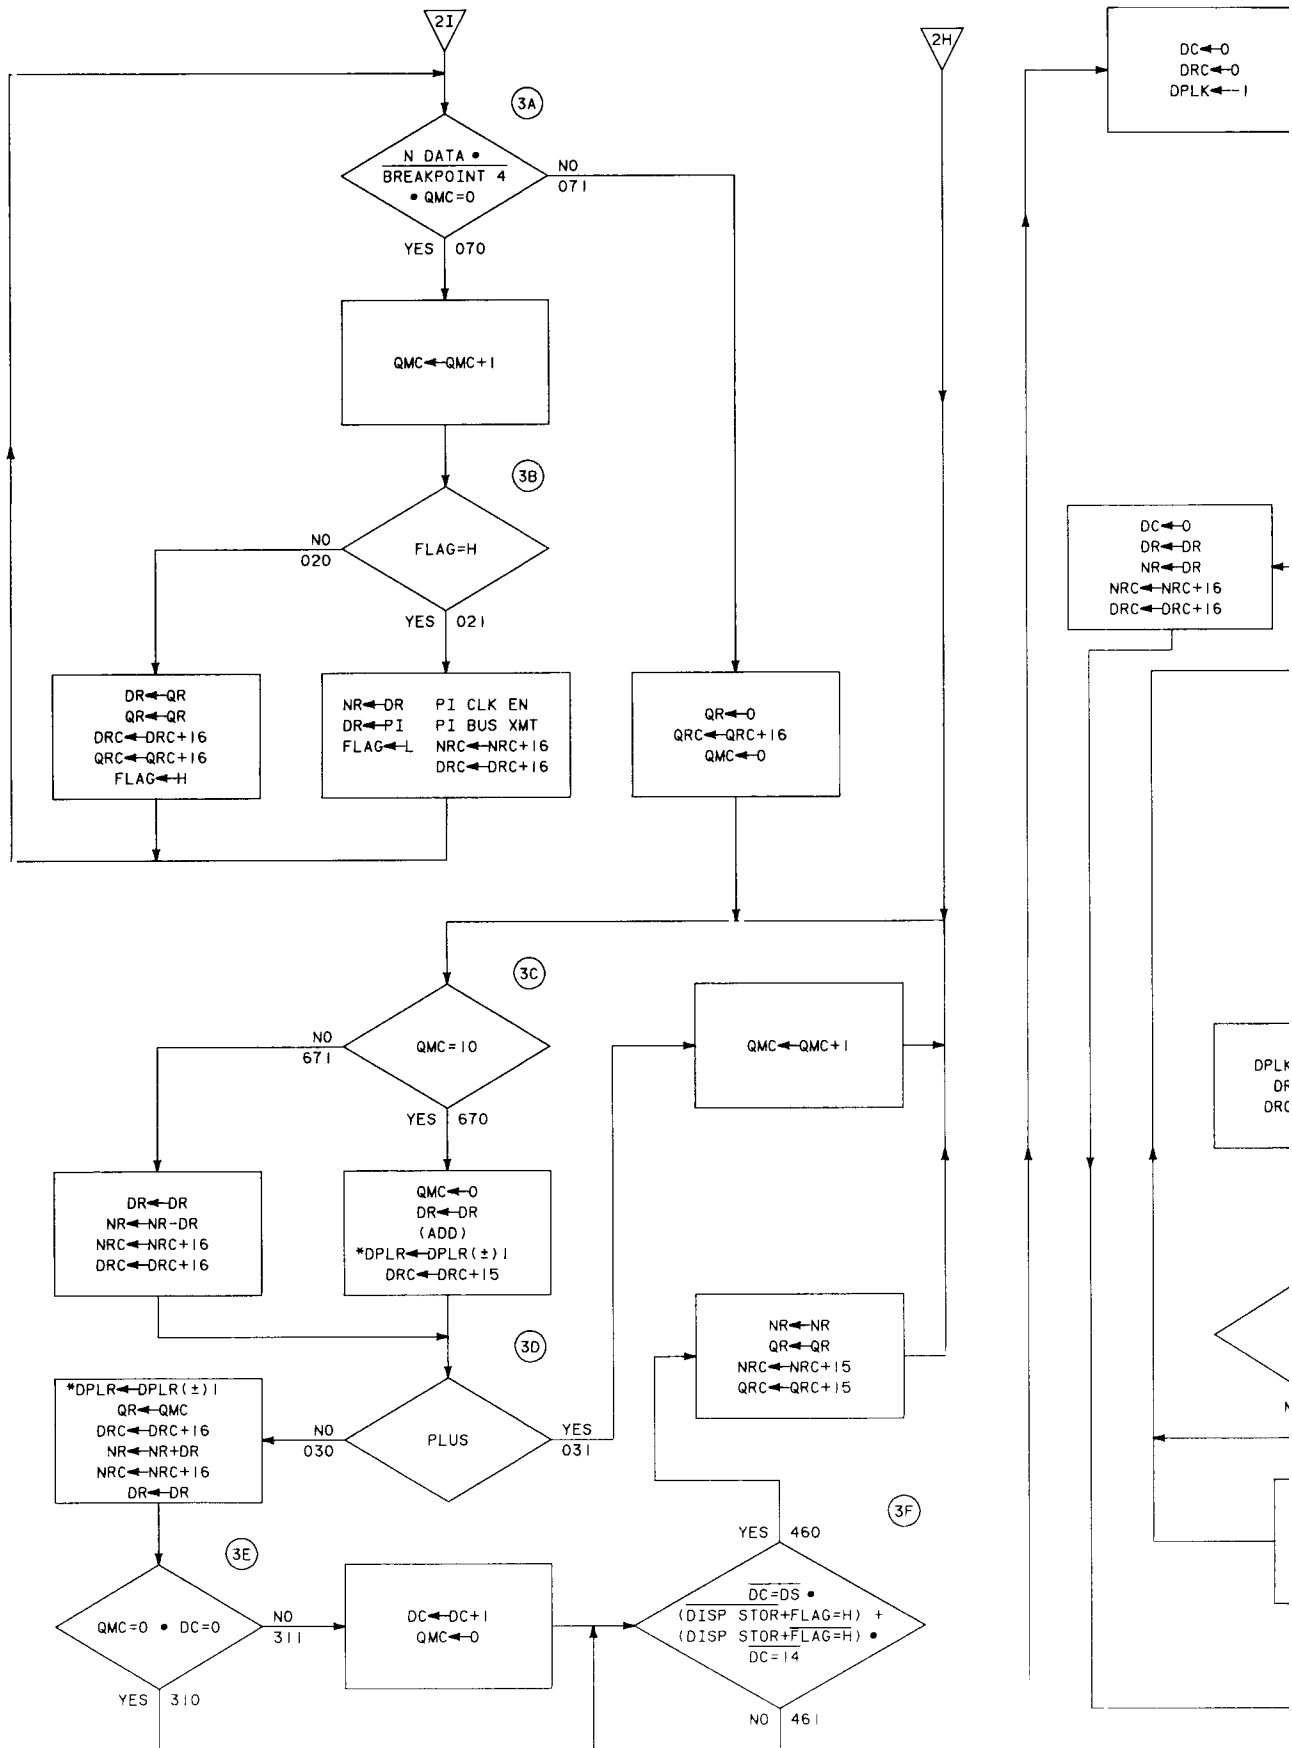 2I
2H
DC←0
DRC←0
DPLK←-1
3A
N DATA •
BREAKPOINT 4
• QMC=0
NO
071
YES 070
QMC←QMC+1
3B
FLAG=H
NO
020
YES 021
DR←QR
QR←QR
DRC←DRC+16
QRC←QRC+16
FLAG←H
NR←DR PI CLK EN
DR←PI PI BUS XMT
FLAG←L NRC←NRC+16
DRC←DRC+16
QR←0
QRC←QRC+16
QMC←0
DC←0
DR←DR
NR←DR
NRC←NRC+16
DRC←DRC+16
3C
QMC=10
NO
671
YES 670
QMC←QMC+1
DPLK
DR
DRC
DR←DR
NR←NR-DR
NRC←NRC+16
DRC←DRC+16
QMC←0
DR←DR
(ADD)
*DPLR←DPLR(±)1
DRC←DRC+15
3D
NR←NR
QR←QR
NRC←NRC+15
QRC←QRC+15
*DPLR←DPLR(±)1
QR←QMC
DRC←DRC+16
NR←NR+DR
NRC←NRC+16
DR←DR
NO
030
PLUS
YES
031
N
3E
QMC=0 • DC=0
NO
311
YES 310
DC←DC+1
QMC←0
3F
YES 460
DC=DS •
(DISP STOR+FLAG=H) +
(DISP STOR+FLAG=H) •
DC=14
NO 461